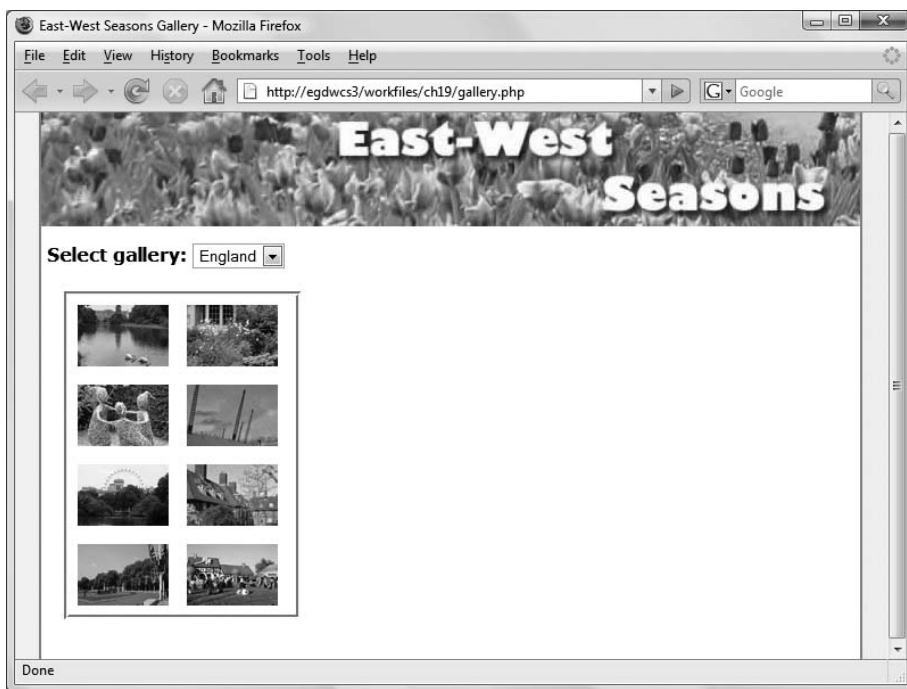 East-West Seasons Gallery - Mozilla Firefox
File Edit View History Bookmarks Tools Help
http://egdwcs3/workfiles/ch19/gallery.php
G Google
East-West
Seasons
Select gallery: England
Done